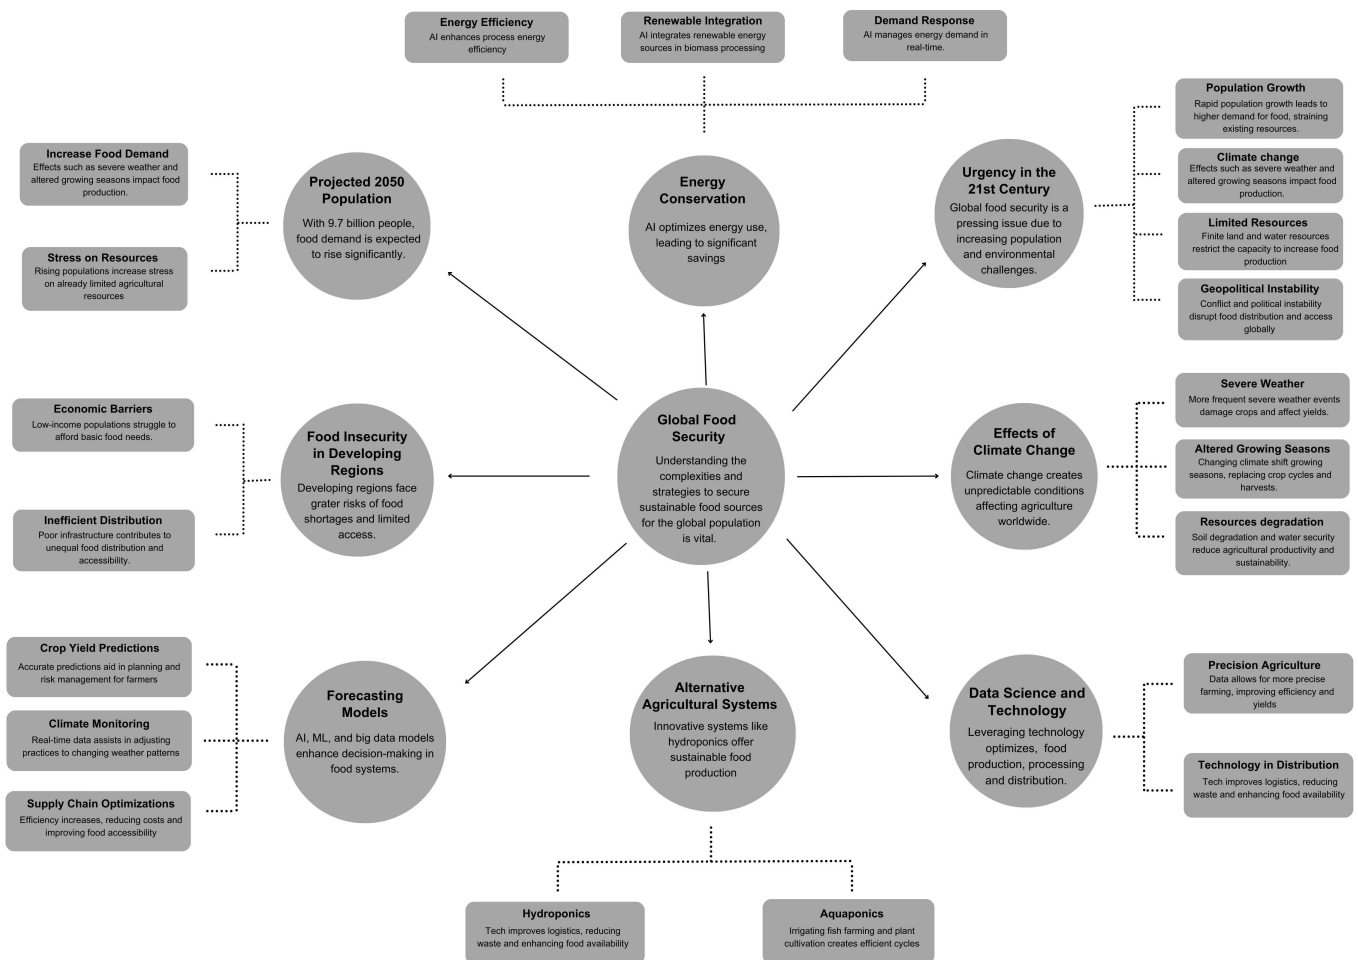 Energy Efficiency
AI enhances process energy
efficiency
Renewable Integration
AI integrates renewable energy
sources in biomass processing
Demand Response
AI manages energy demand in
real-time.
Increase Food Demand
Effects such as severe weather and
altered growing seasons impact food
production.
Stress on Resources
Rising populations increase stress
on already limited agricultural
resources
Projected 2050
Population
With 9.7 billion people,
food demand is expected
to rise significantly.
Energy
Conservation
AI optimizes energy use,
leading to significant
savings
Urgency in the
21st Century
Global food security is a
pressing issue due to
increasing population
and environmental
challenges.
Population Growth
Rapid population growth leads to
higher demand for food, straining
existing resources.
Climate change
Effects such as severe weather and
altered growing seasons impact food
production.
Limited Resources
Finite land and water resources
restrict the capacity to increase food
production
Geopolitical Instability
Conflict and political instability
disrupt food distribution and access
globally
Economic Barriers
Low-income populations struggle to
afford basic food needs.
Inefficient Distribution
Poor infrastructure contributes to
unequal food distribution and
accessibility.
Food Insecurity
in Developing
Regions
Developing regions face
grater risks of food
shortages and limited
access.
Global Food
Security
Understanding the
complexities and
strategies to secure
sustainable food sources
for the global population
is vital.
Effects of
Climate Change
Climate change creates
unpredictable conditions
affecting agriculture
worldwide.
Severe Weather
More frequent severe weather events
damage crops and affect yields.
Altered Growing Seasons
Changing climate shift growing
seasons, replacing crop cycles and
harvests.
Resources degradation
Soil degradation and water security
reduce agricultural productivity and
sustainability.
Crop Yield Predictions
Accurate predictions aid in planning and
risk management for farmers
Climate Monitoring
Real-time data assists in adjusting
practices to changing weather patterns
Supply Chain Optimizations
Efficiency increases, reducing costs and
improving food accessibility
Forecasting
Models
AI, ML, and big data models
enhance decision-making in
food systems.
Alternative
Agricultural Systems
Innovative systems like
hydroponics offer
sustainable food
production
Data Science and
Technology
Leveraging technology
optimizes, food
production, processing
and distribution.
Precision Agriculture
Data allows for more precise
farming, improving efficiency and
yields
Technology in Distribution
Tech improves logistics, reducing
waste and enhancing food availability
Hydroponics
Tech improves logistics, reducing
waste and enhancing food availability
Aquaponics
Irrigating fish farming and plant
cultivation creates efficient cycles